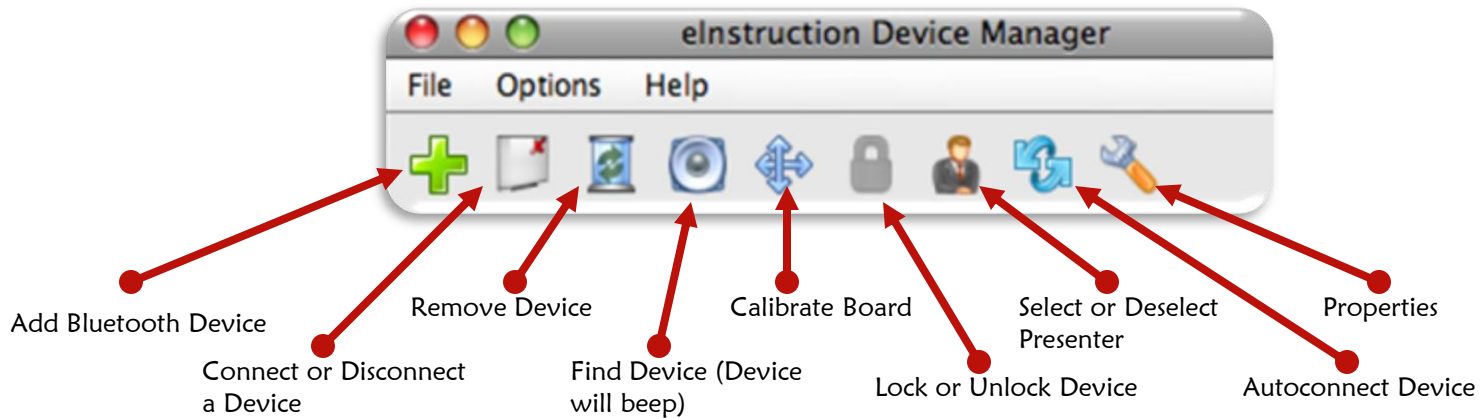 eInstruction Device Manager
File Options Help
Add Bluetooth Device
Connect or Disconnect
a Device
Remove Device
Find Device (Device
will beep)
Calibrate Board
Lock or Unlock Device
Select or Deselect
Presenter
Autoconnect Device
Properties